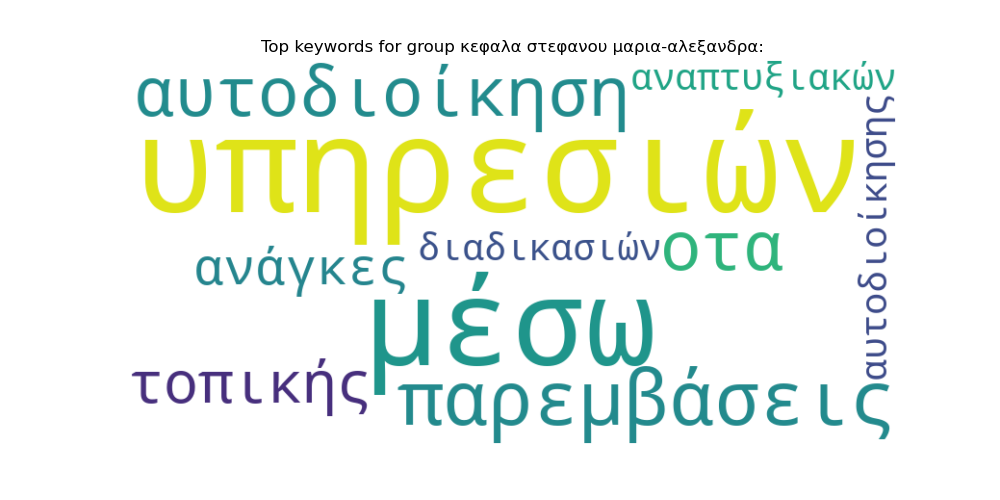 Top keywords for group κεφαλα στεφανου μαρια-αλεξανδρα:
αυτοδιοίκηση
αναπτυξιακών
υπηρεσιών
αυτοδιοίκησης
διαδικασιών
οτα
ανάγκες
μέσω
τοπικής
παρεμβάσεις